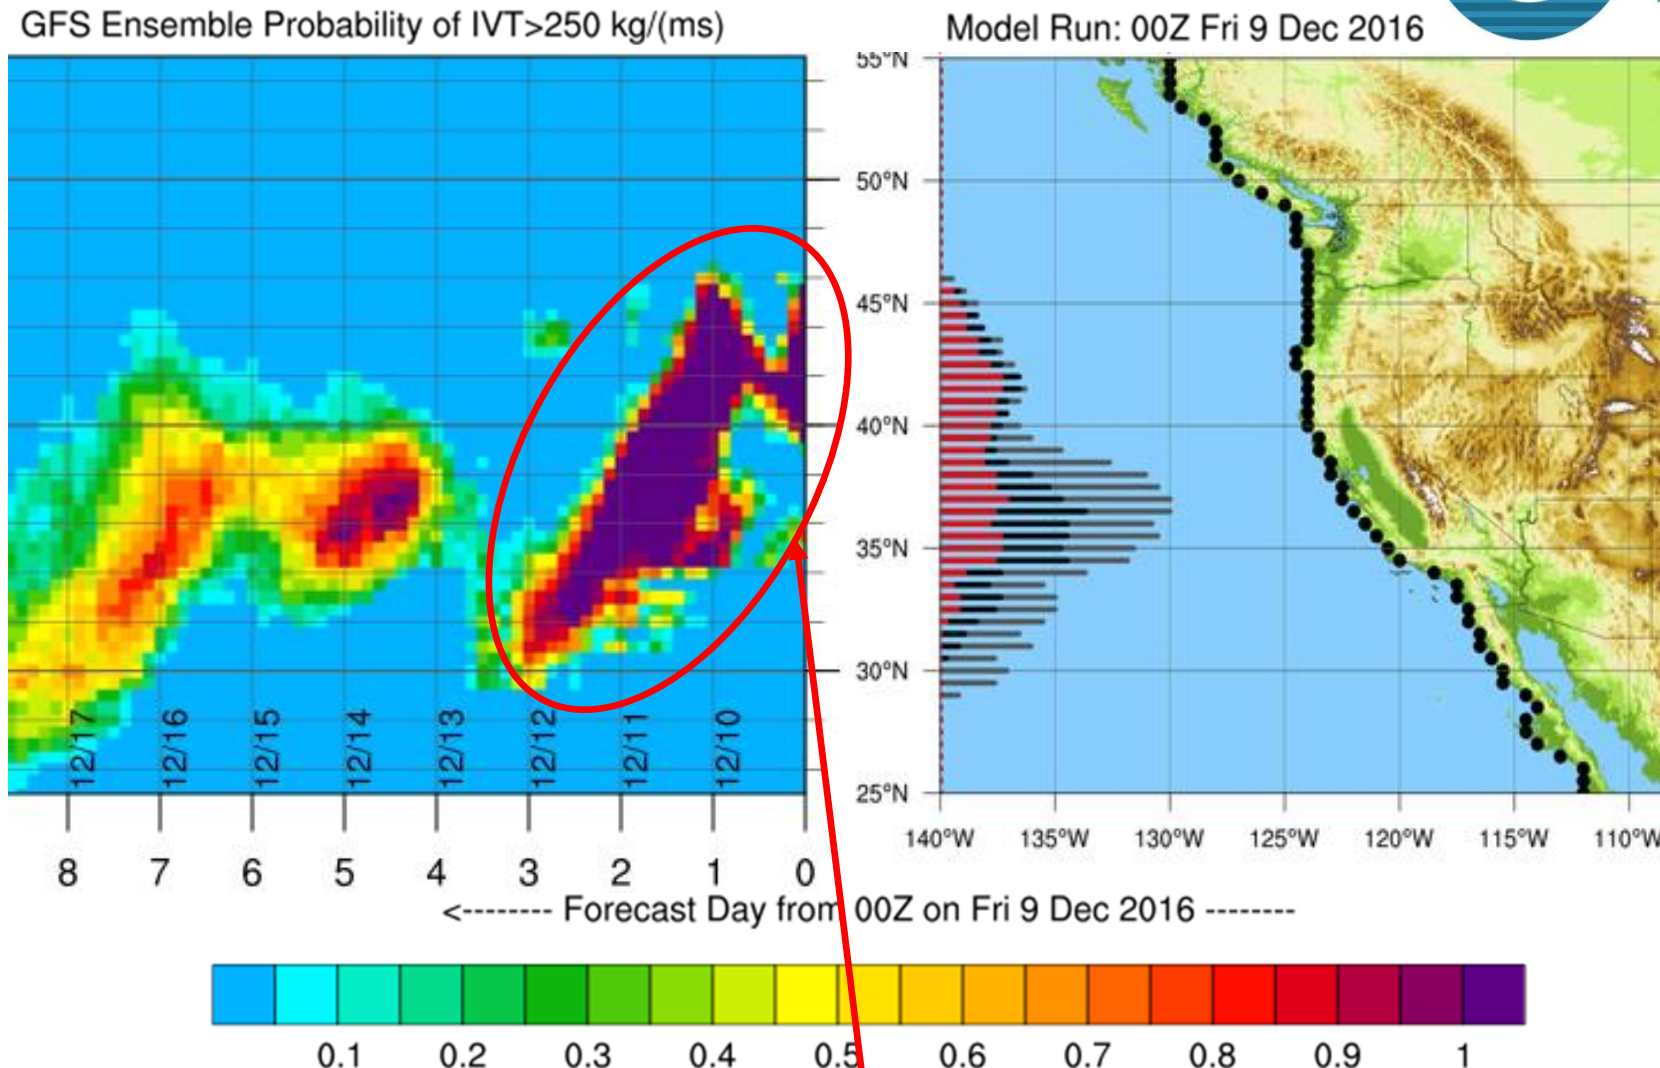 GFS Ensemble Probability of IVT>250 kg/(ms)
Model Run: 00Z Fri 9 Dec 2016
55°N
50°N
45°N
40°N
35°N
30°N
25°N
12/17
12/16
12/15
12/14
12/13
12/12
12/11
12/10
140°W 135°W 130°W 125°W 120°W 115°W 110°W
8 7 6 5 4 3 2 1 0
<-------- Forecast Day from 00Z on Fri 9 Dec 2016 --------
0.1 0.2 0.3 0.4 0.5 0.6 0.7 0.8 0.9 1